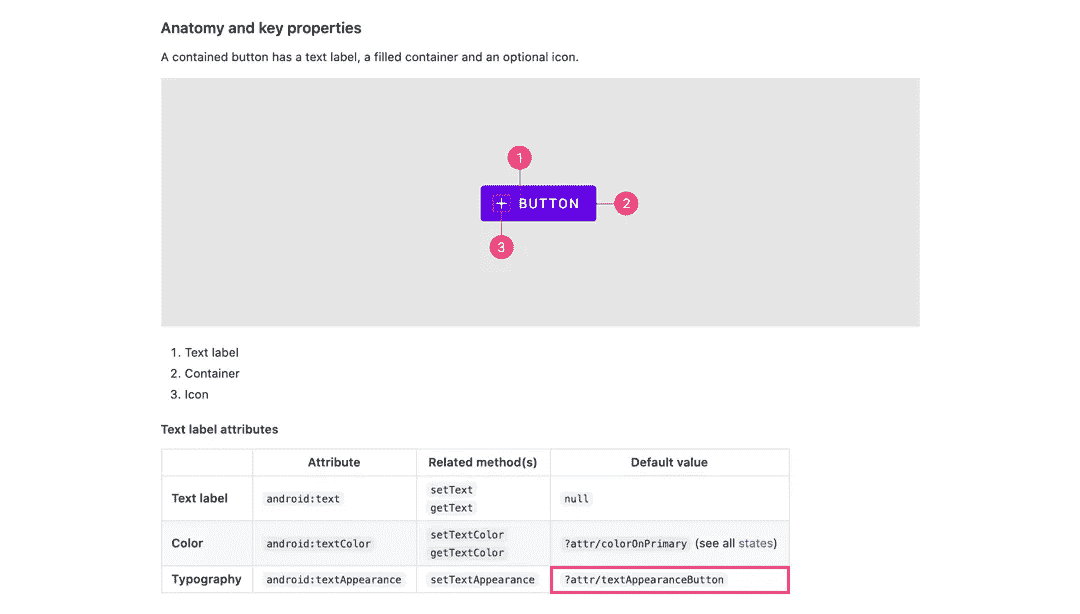 Anatomy and key properties
A contained button has a text label, a filled container and an optional icon.
1
BUTTON
2
3
1. Text label
2. Container
3. Icon
Text label attributes
Attribute Related method(s) Default value
Text label android:text setText getText null
Color android:textColor setTextColor getTextColor ?attr/colorOnPrimary (see all states)
Typography android:textAppearance setTextAppearance ?attr/textAppearanceButton